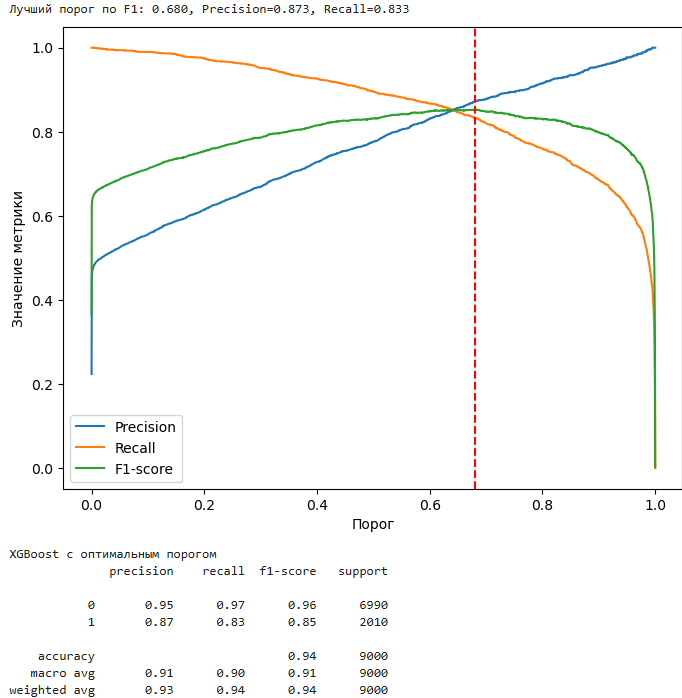 Лучший порог по F1: 0.680, Precision=0.873, Recall=0.833
1.0
0.8
0.6
0.4
0.2
0.0
Значение метрики
Precision
Recall
F1-score
0.0 0.2 0.4 0.6 0.8 1.0
Порог
XGBoost с оптимальным порогом
precision recall f1-score support
0 0.95 0.97 0.96 6990
1 0.87 0.83 0.85 2010
accuracy 0.94 9000
macro avg 0.91 0.90 0.91 9000
weighted avg 0.93 0.94 0.94 9000